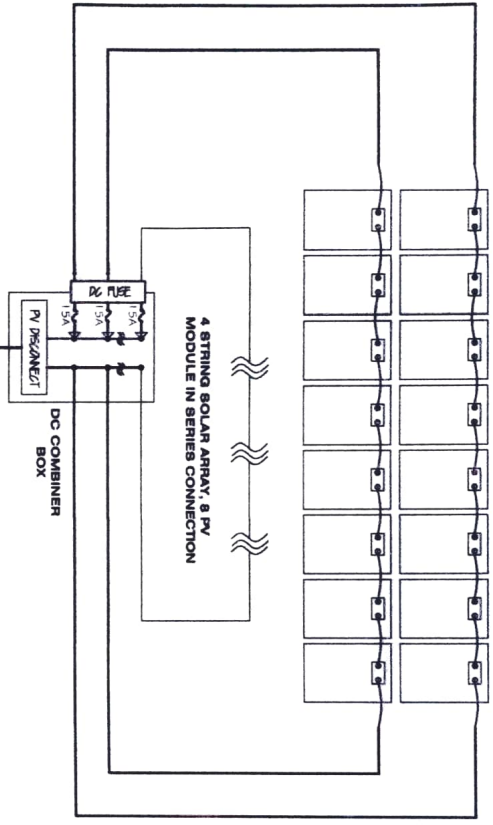 4 STRING SOLAR ARRAY, 8 PV
MODULE IN SERIES CONNECTION
DC FUSE
15A
15A
15A
PV DISCONNECT
DC COMBINER
BOX